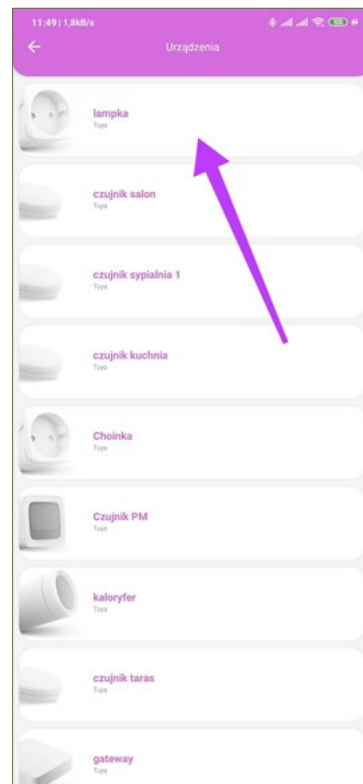 11:49 | 1,8kB/s
100
Urządzenia
lampka
Tuya
czujnik salon
Tuya
czujnik sypialnia 1
Tuya
czujnik kuchnia
Tuya
Choinka
Tuya
Czujnik PM
Tuya
kaloryfer
Tuya
czujnik taras
Tuya
gateway
Tuya